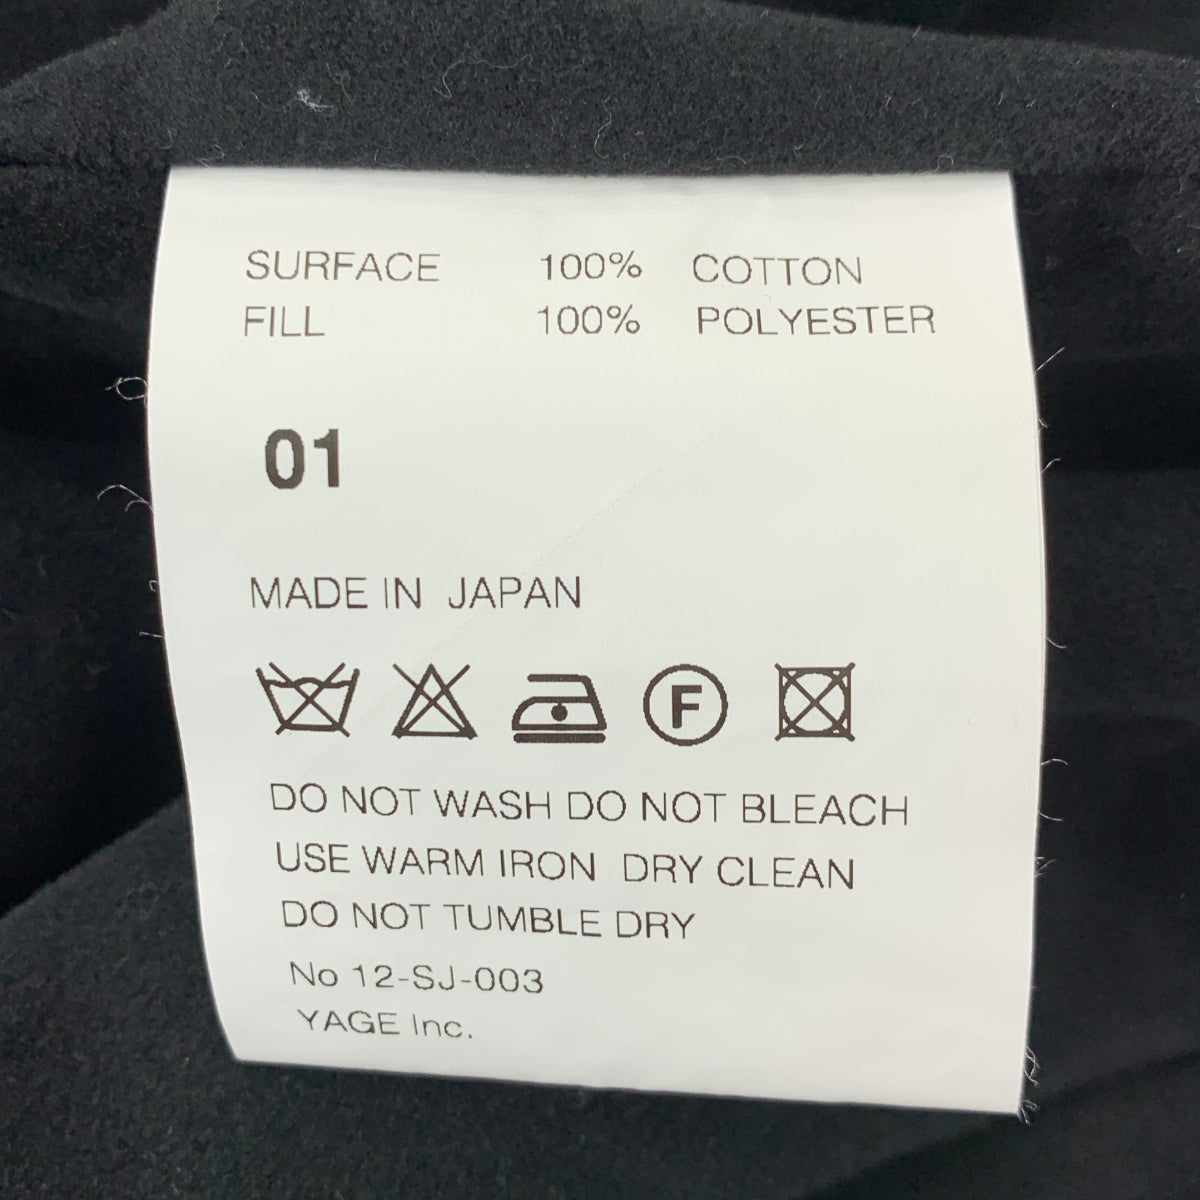 SURFACE 100% COTTON
FILL 100% POLYESTER
01
MADE IN JAPAN
F
DO NOT WASH DO NOT BLEACH
USE WARM IRON DRY CLEAN
DO NOT TUMBLE DRY
No 12-SJ-003
YAGE Inc.